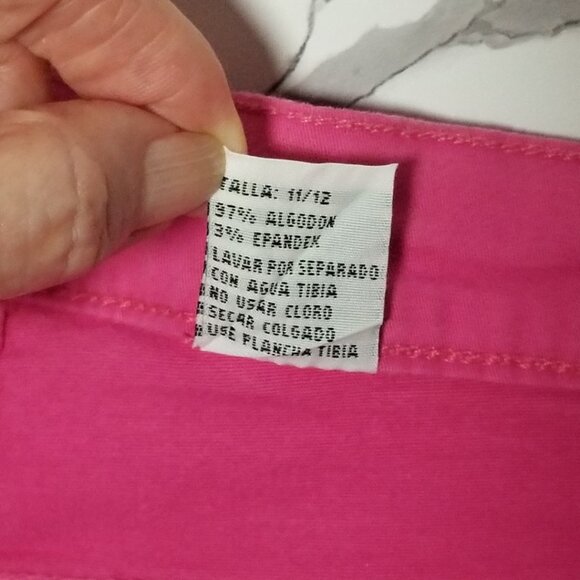 TALLA: 11/12
97% ALGODON
3% EPANDEX
LAVAR POR SEPARADO
CON AGUA TIBIA
NO USAR CLORO
SECAR COLGADO
USE PLANCHA TIBIA